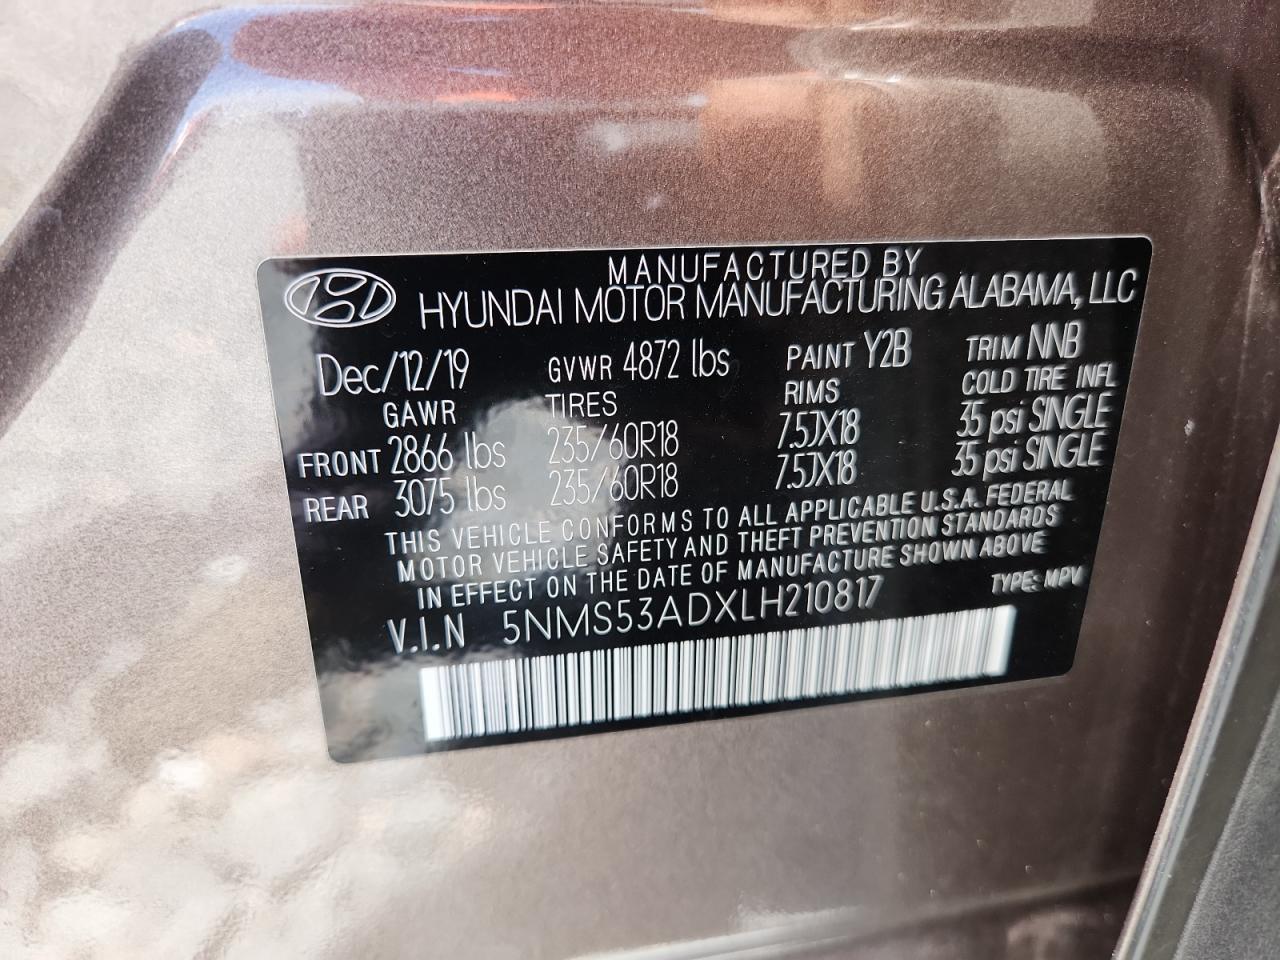 MANUFACTURED BY
HYUNDAI MOTOR MANUFACTURING ALABAMA, LLC
Dec/12/19 GVWR 4872 lbs PAINT Y2B TRIM NNB
GAWR TIRES RIMS COLD TIRE INFL
FRONT 2866 lbs 235/60R18 7.5JX18 35 psi SINGLE
REAR 3075 lbs 235/60R18 7.5JX18 35 psi SINGLE
THIS VEHICLE CONFORMS TO ALL APPLICABLE U.S.A. FEDERAL
MOTOR VEHICLE SAFETY AND THEFT PREVENTION STANDARDS
IN EFFECT ON THE DATE OF MANUFACTURE SHOWN ABOVE
V.I.N 5NMS53ADXLH210817 TYPE: MPV